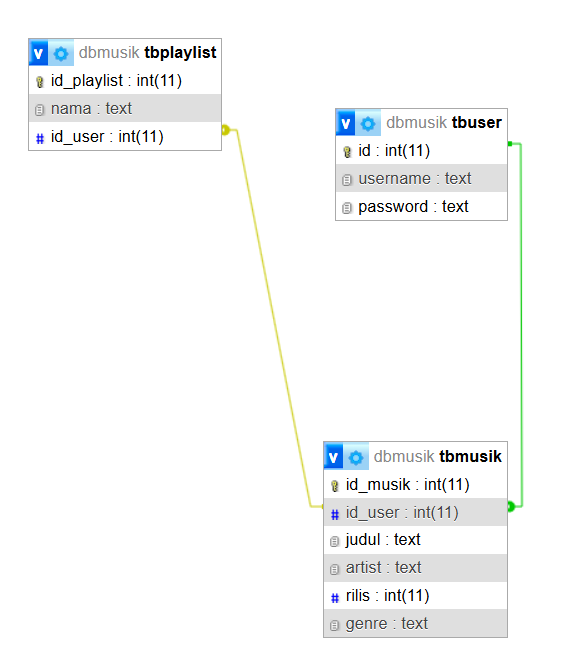 v dbmusik tbplaylist
id_playlist : int(11)
nama : text
# id_user : int(11)
v dbmusik tbuser
id : int(11)
username : text
password : text
v dbmusik tbmusik
id_musik : int(11)
# id_user : int(11)
judul : text
artist : text
# rilis : int(11)
genre : text